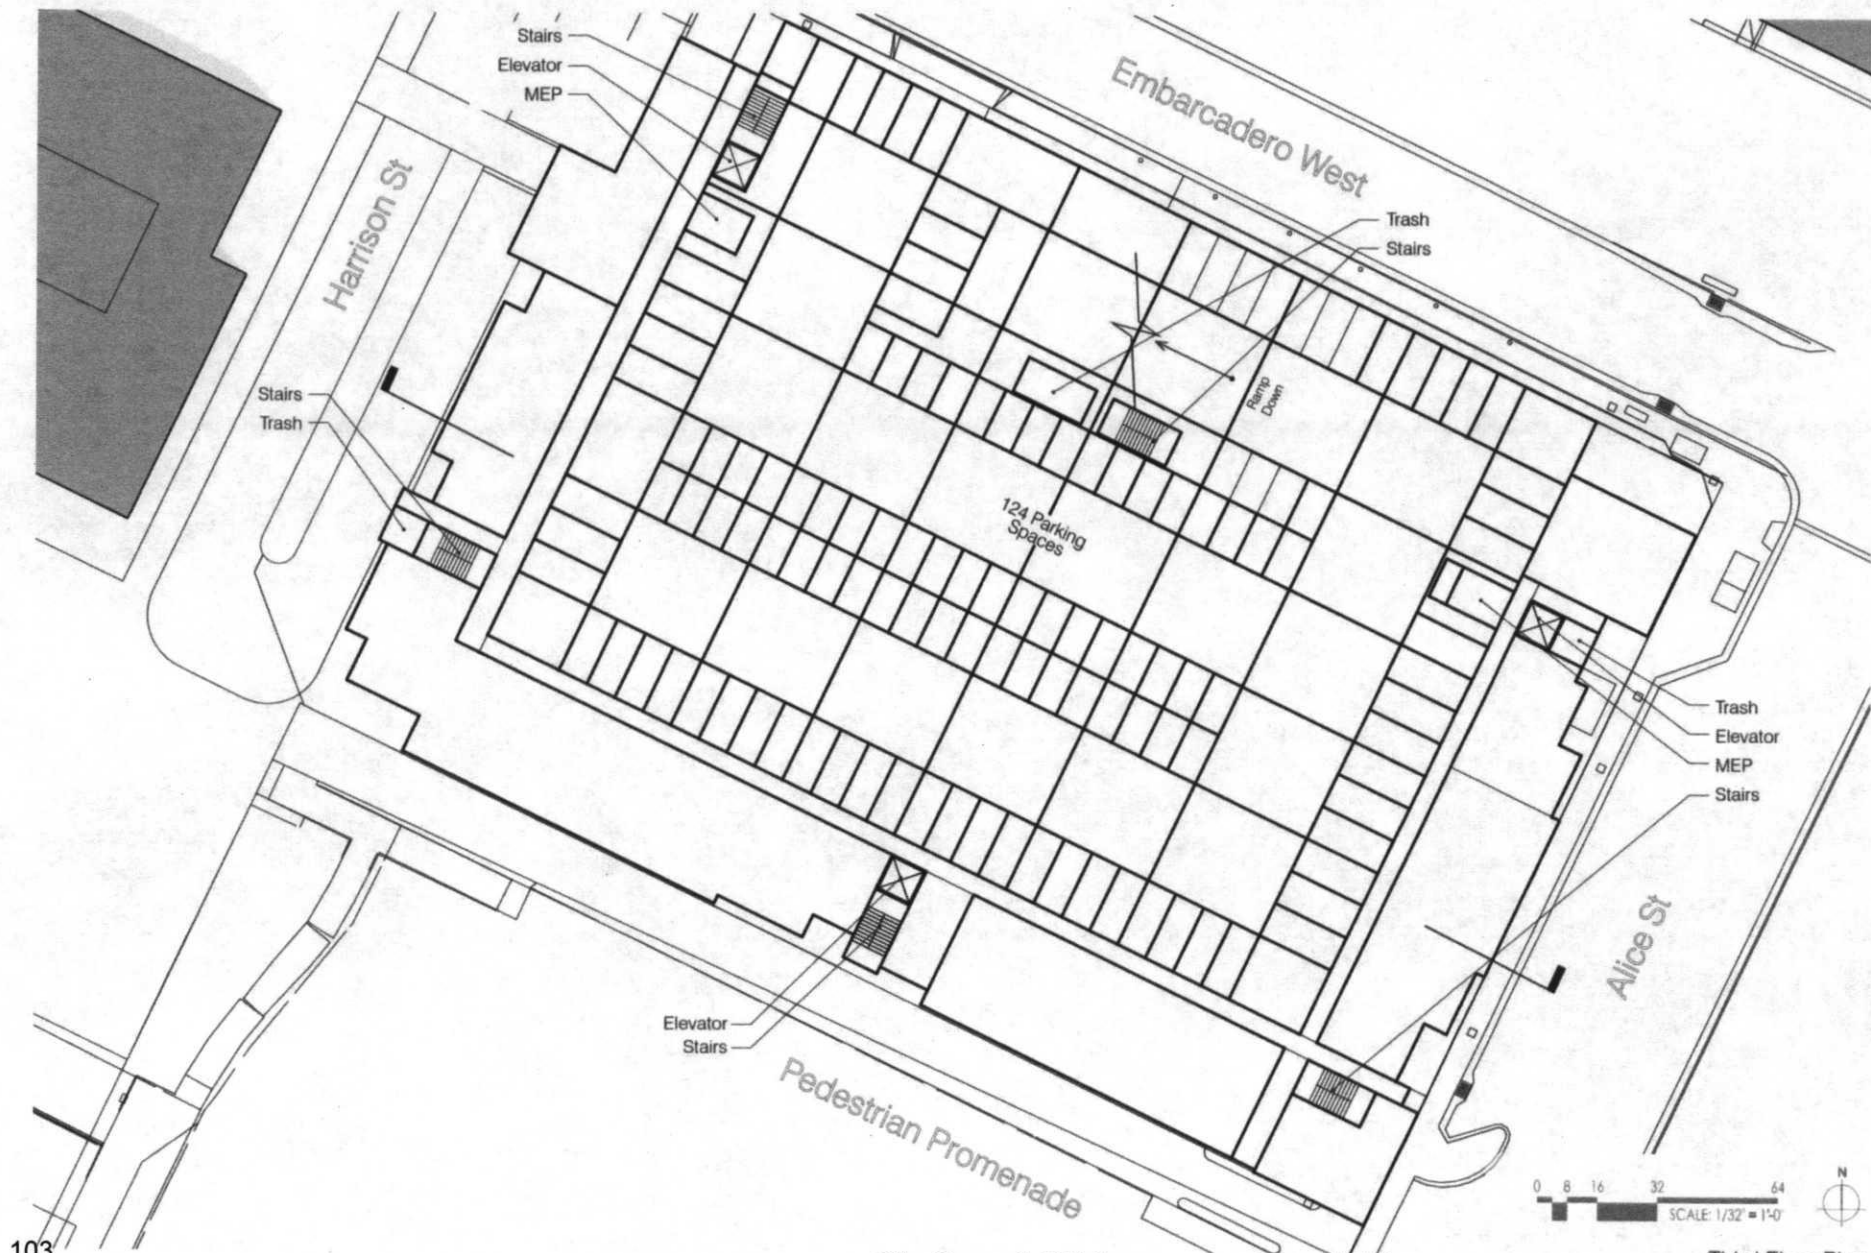 Stairs
Elevator
MEP
Embarcadero West
Harrison St
Trash
Stairs
Ramp
Down
Stairs
Trash
124 Parking
Spaces
Trash
Elevator
MEP
Stairs
Alice St
Elevator
Stairs
Pedestrian Promenade
0 8 16 32 64
SCALE: 1/32" = 1'-0"
N
103